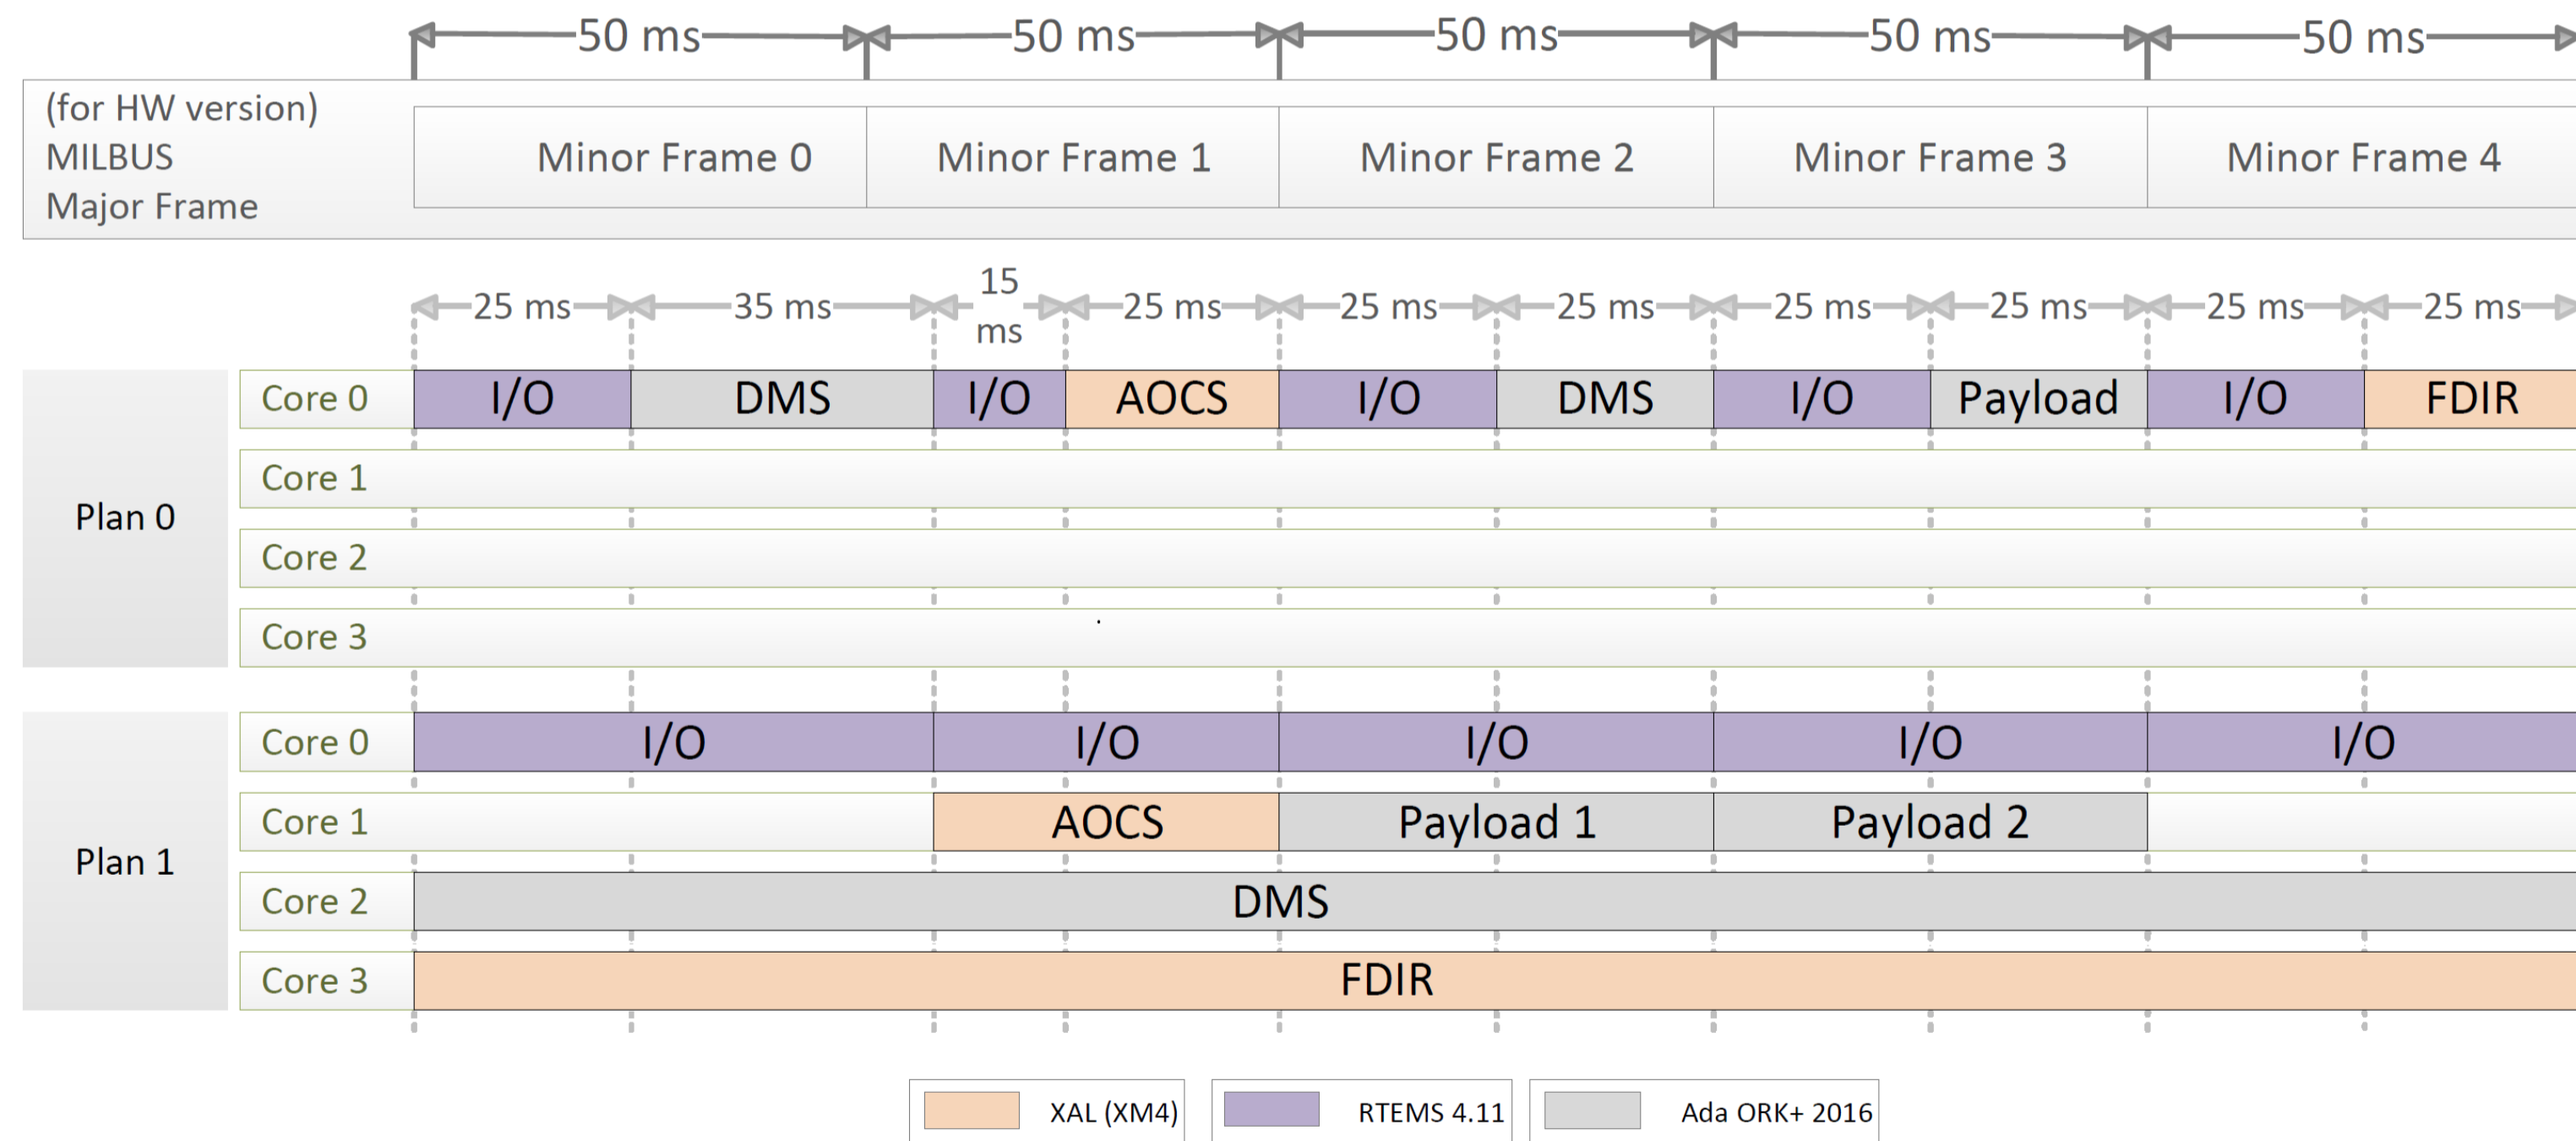 50 ms 50 ms 50 ms 50 ms 50 ms
(for HW version)
MILBUS
Major Frame
Minor Frame 0 Minor Frame 1 Minor Frame 2 Minor Frame 3 Minor Frame 4
25 ms 35 ms 15 ms 25 ms 25 ms 25 ms 25 ms 25 ms 25 ms 25 ms
Plan 0
Core 0 I/O DMS I/O AOCS I/O DMS I/O Payload I/O FDIR
Core 1
Core 2
Core 3
Plan 1
Core 0 I/O I/O I/O I/O I/O
Core 1 AOCS Payload 1 Payload 2
Core 2 DMS
Core 3 FDIR
XAL (XM4) RTEMS 4.11 Ada ORK+ 2016